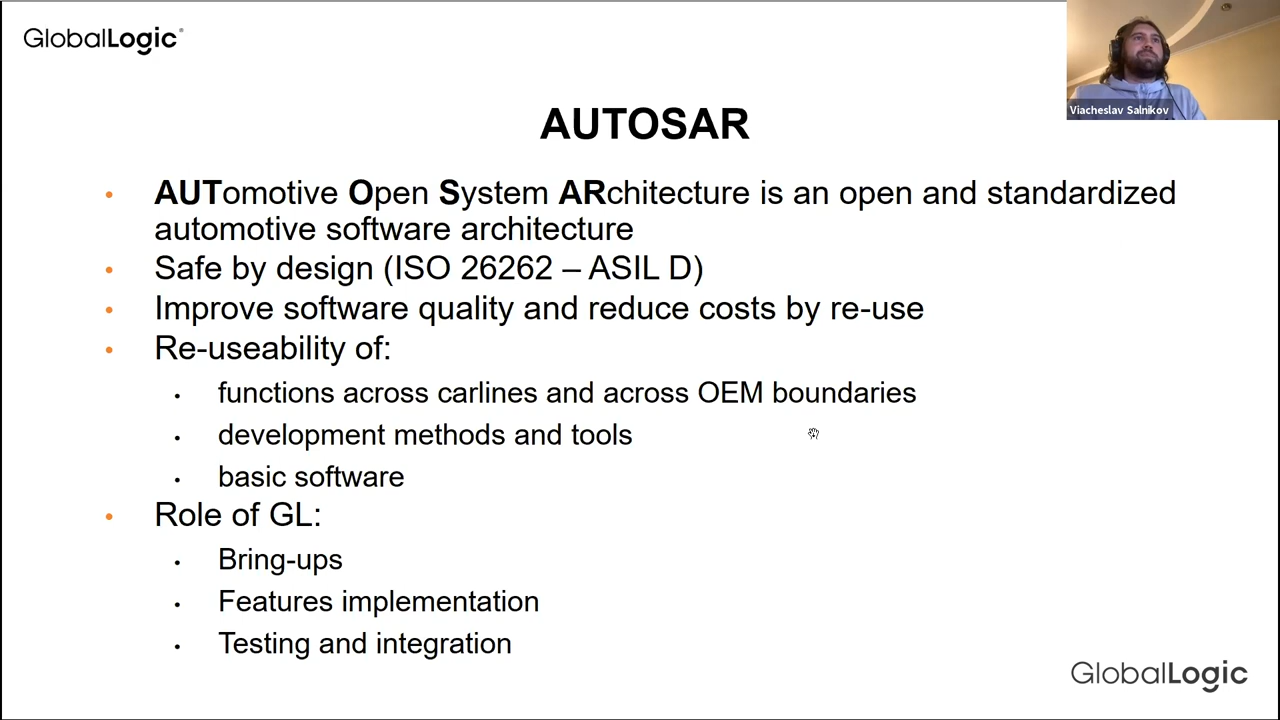 GlobalLogic
Viacheslav Salnikov
AUTOSAR
• AUTomotive Open System ARchitecture is an open and standardized
automotive software architecture
• Safe by design (ISO 26262 – ASIL D)
• Improve software quality and reduce costs by re-use
• Re-useability of:
• functions across carlines and across OEM boundaries
• development methods and tools
• basic software
• Role of GL:
• Bring-ups
• Features implementation
• Testing and integration
GlobalLogic